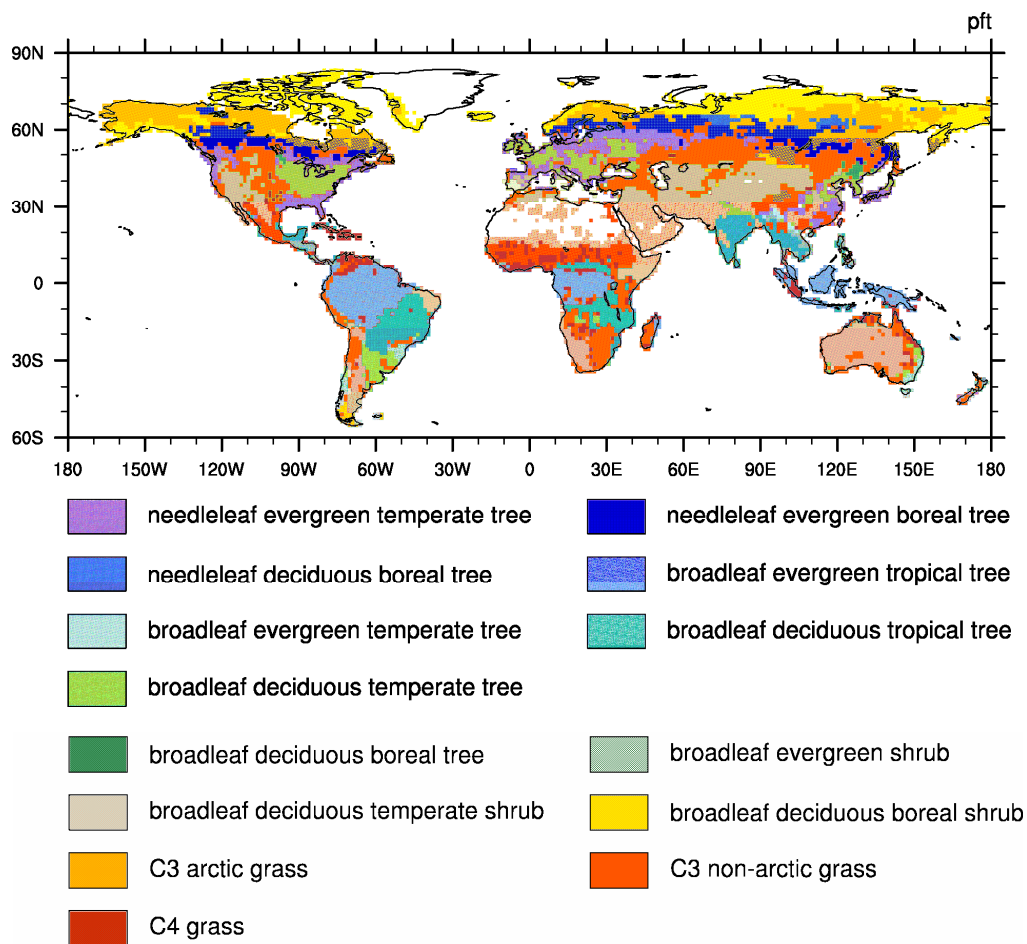 pft
90N
60N
30N
0
30S
60S
180 150W 120W 90W 60W 30W 0 30E 60E 90E 120E 150E 180
needleleaf evergreen temperate tree
needleleaf evergreen boreal tree
needleleaf deciduous boreal tree
broadleaf evergreen tropical tree
broadleaf evergreen temperate tree
broadleaf deciduous tropical tree
broadleaf deciduous temperate tree
broadleaf deciduous boreal tree
broadleaf evergreen shrub
broadleaf deciduous temperate shrub
broadleaf deciduous boreal shrub
C3 arctic grass
C3 non-arctic grass
C4 grass